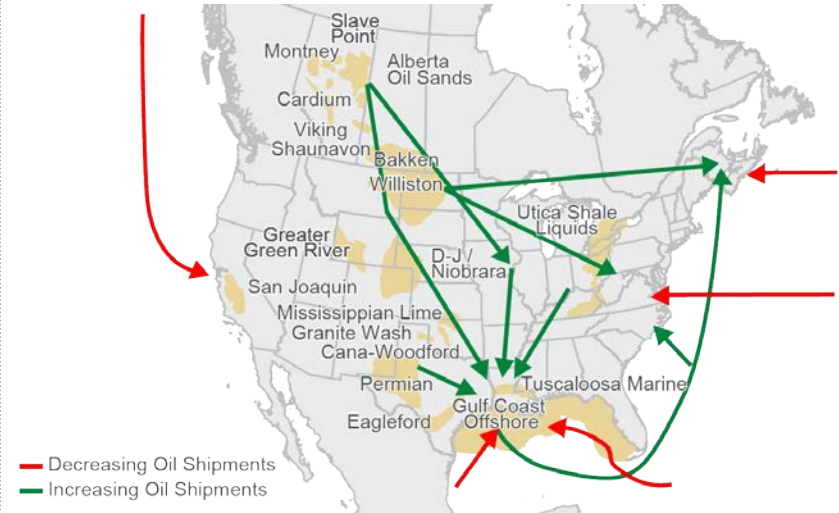 Slave
Point
Montney
Alberta
Oil Sands
Cardium
Viking
Shaunavon
Bakken
Williston
Utica Shale
Liquids
Greater
Green River
D-J /
Niobrara
San Joaquin
Mississippian Lime
Granite Wash
Cana-Woodford
Permian
Tuscaloosa Marine
Eagleford
Gulf Coast
Offshore
Decreasing Oil Shipments
Increasing Oil Shipments